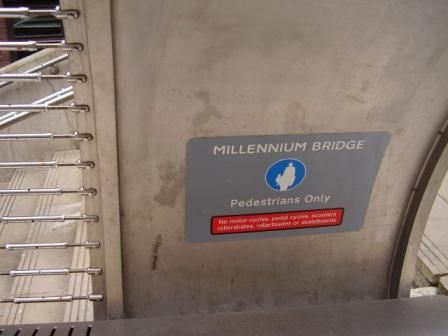 MILLENNIUM BRIDGE
Pedestrians Only
No motor-cycles, pedal cycles, scooters
rollerskates, rollerblades or skateboards